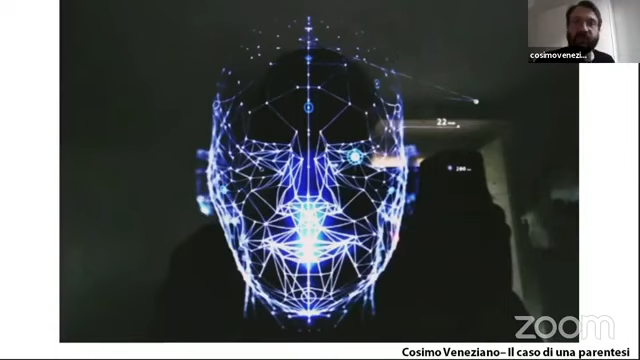 cosimovenezi...
22
zoom
Cosimo Veneziano– Il caso di una parentesi